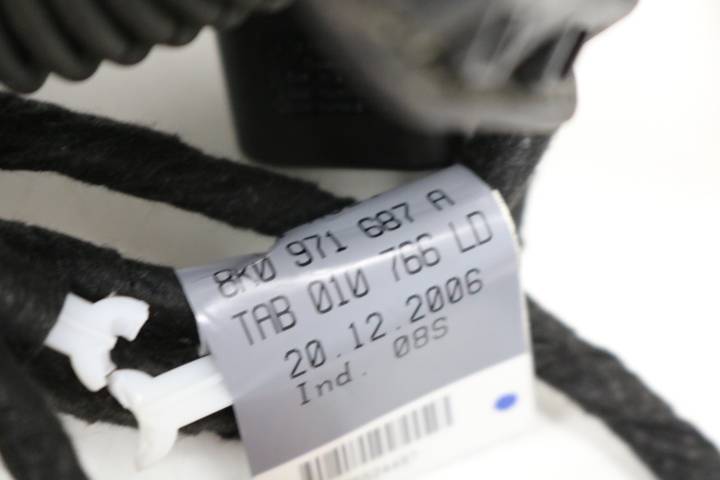 8K0 971 687 A
TAB 010 766 LD
20.12.2006
Ind. 08S